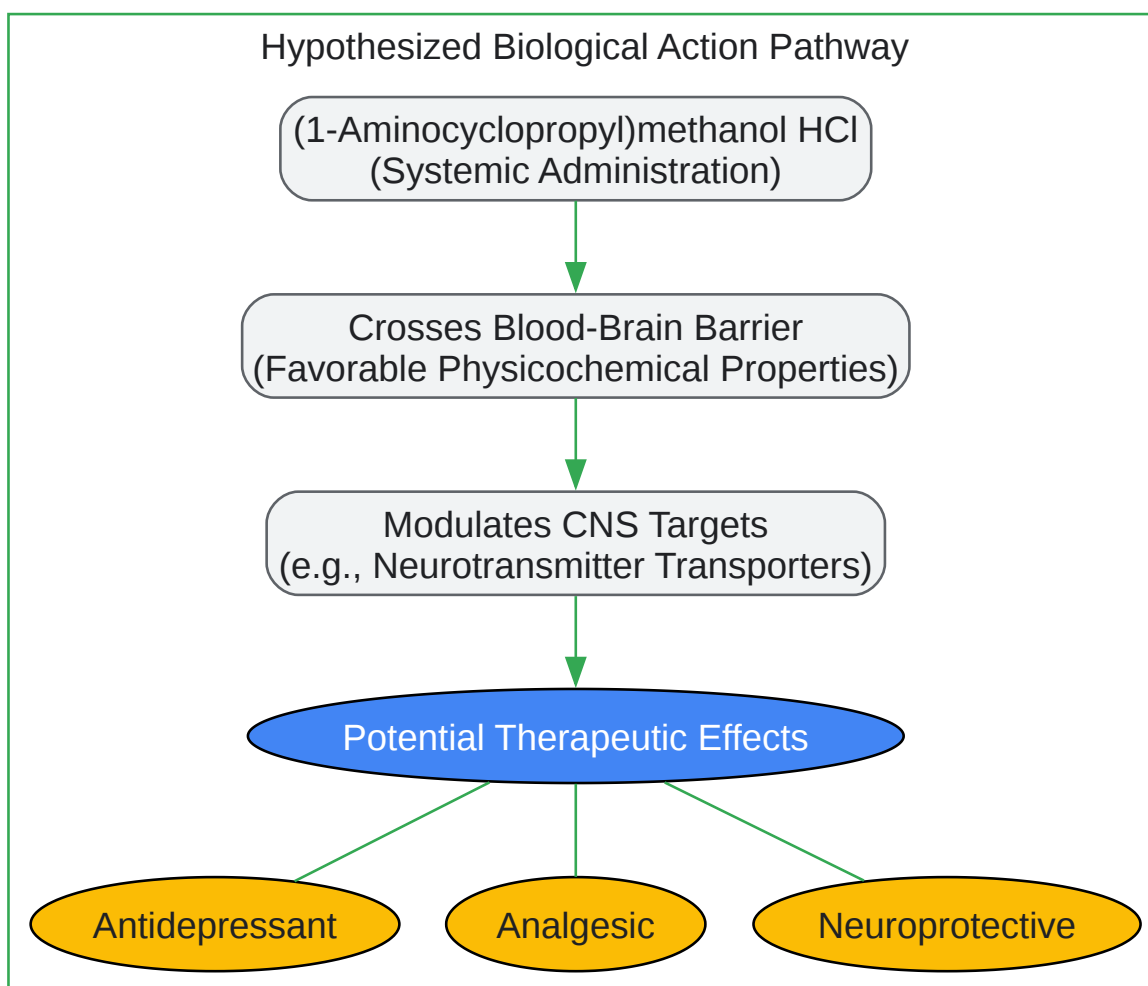 Hypothesized Biological Action Pathway
(1-Aminocyclopropyl)methanol HCl
(Systemic Administration)
Crosses Blood-Brain Barrier
(Favorable Physicochemical Properties)
Modulates CNS Targets
(e.g., Neurotransmitter Transporters)
Potential Therapeutic Effects
Antidepressant
Analgesic
Neuroprotective